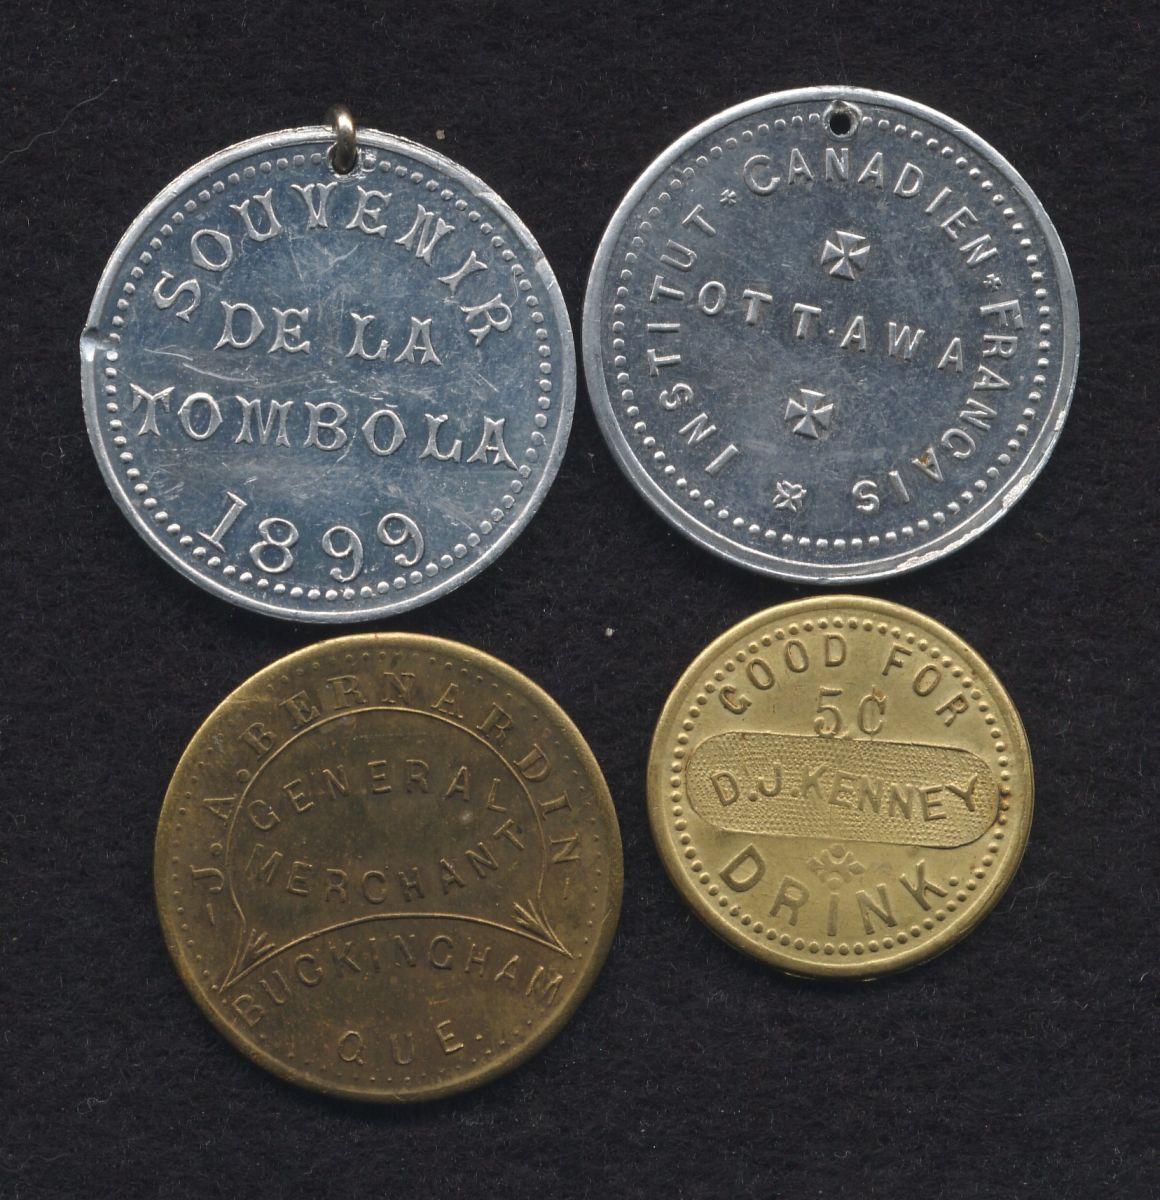 SOUVENIR
DE LA
TOMBOLA
1899
INSTITUT * CANADIEN * FRANCAIS
OTTAWA
J.A. BERNARDIN
GENERAL
MERCHANT
BUCKINGHAM
QUE.
GOOD FOR
5¢
D.J. KENNEY
DRINK.